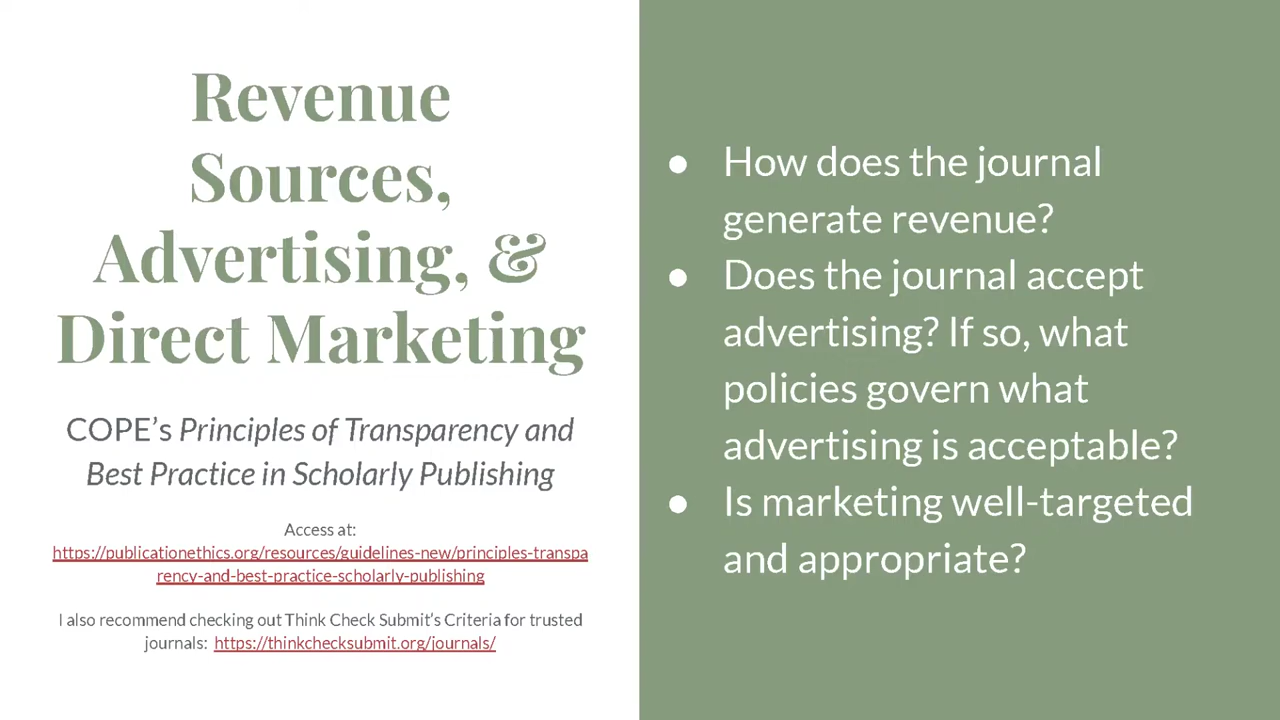 Revenue
Sources,
Advertising, &
Direct Marketing
COPE's Principles of Transparency and
Best Practice in Scholarly Publishing
Access at:
https://publicationethics.org/resources/guidelines-new/principles-transpa
rency-and-best-practice-scholarly-publishing
I also recommend checking out Think Check Submit's Criteria for trusted
journals: https://thinkchecksubmit.org/journals/
● How does the journal
generate revenue?
● Does the journal accept
advertising? If so, what
policies govern what
advertising is acceptable?
● Is marketing well-targeted
and appropriate?